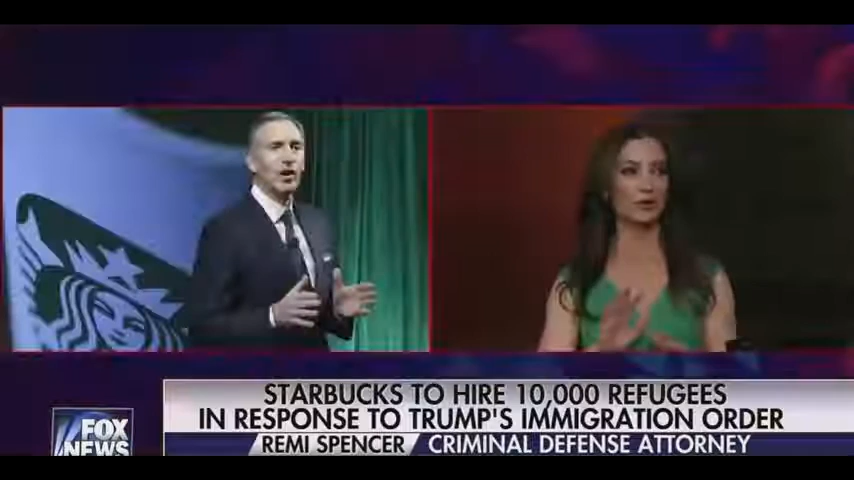 STARBUCKS TO HIRE 10,000 REFUGEES
IN RESPONSE TO TRUMP'S IMMIGRATION ORDER
FOX
NEWS
REMI SPENCER
CRIMINAL DEFENSE ATTORNEY